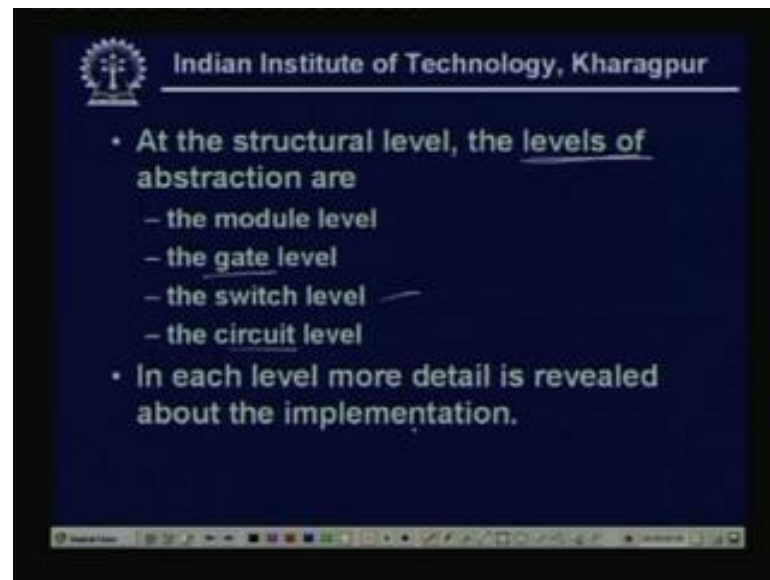 Indian Institute of Technology, Kharagpur
• At the structural level, the levels of
abstraction are
– the module level
– the gate level
– the switch level
– the circuit level
• In each level more detail is revealed
about the implementation.